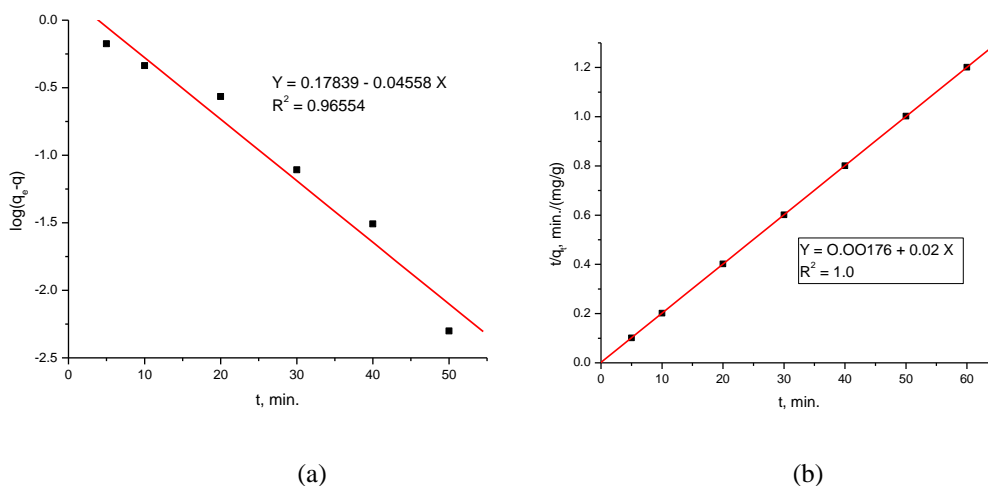 0.0
-0.5
-1.0
-1.5
-2.0
-2.5
log(qe-q)
Y = 0.17839 - 0.04558 X
R2 = 0.96554
0 10 20 30 40 50
t, min.
(a)
1.2
1.0
0.8
0.6
0.4
0.2
0.0
t/qt, min./(mg/g)
Y = O.OO176 + 0.02 X
R2 = 1.0
0 10 20 30 40 50 60
t, min.
(b)